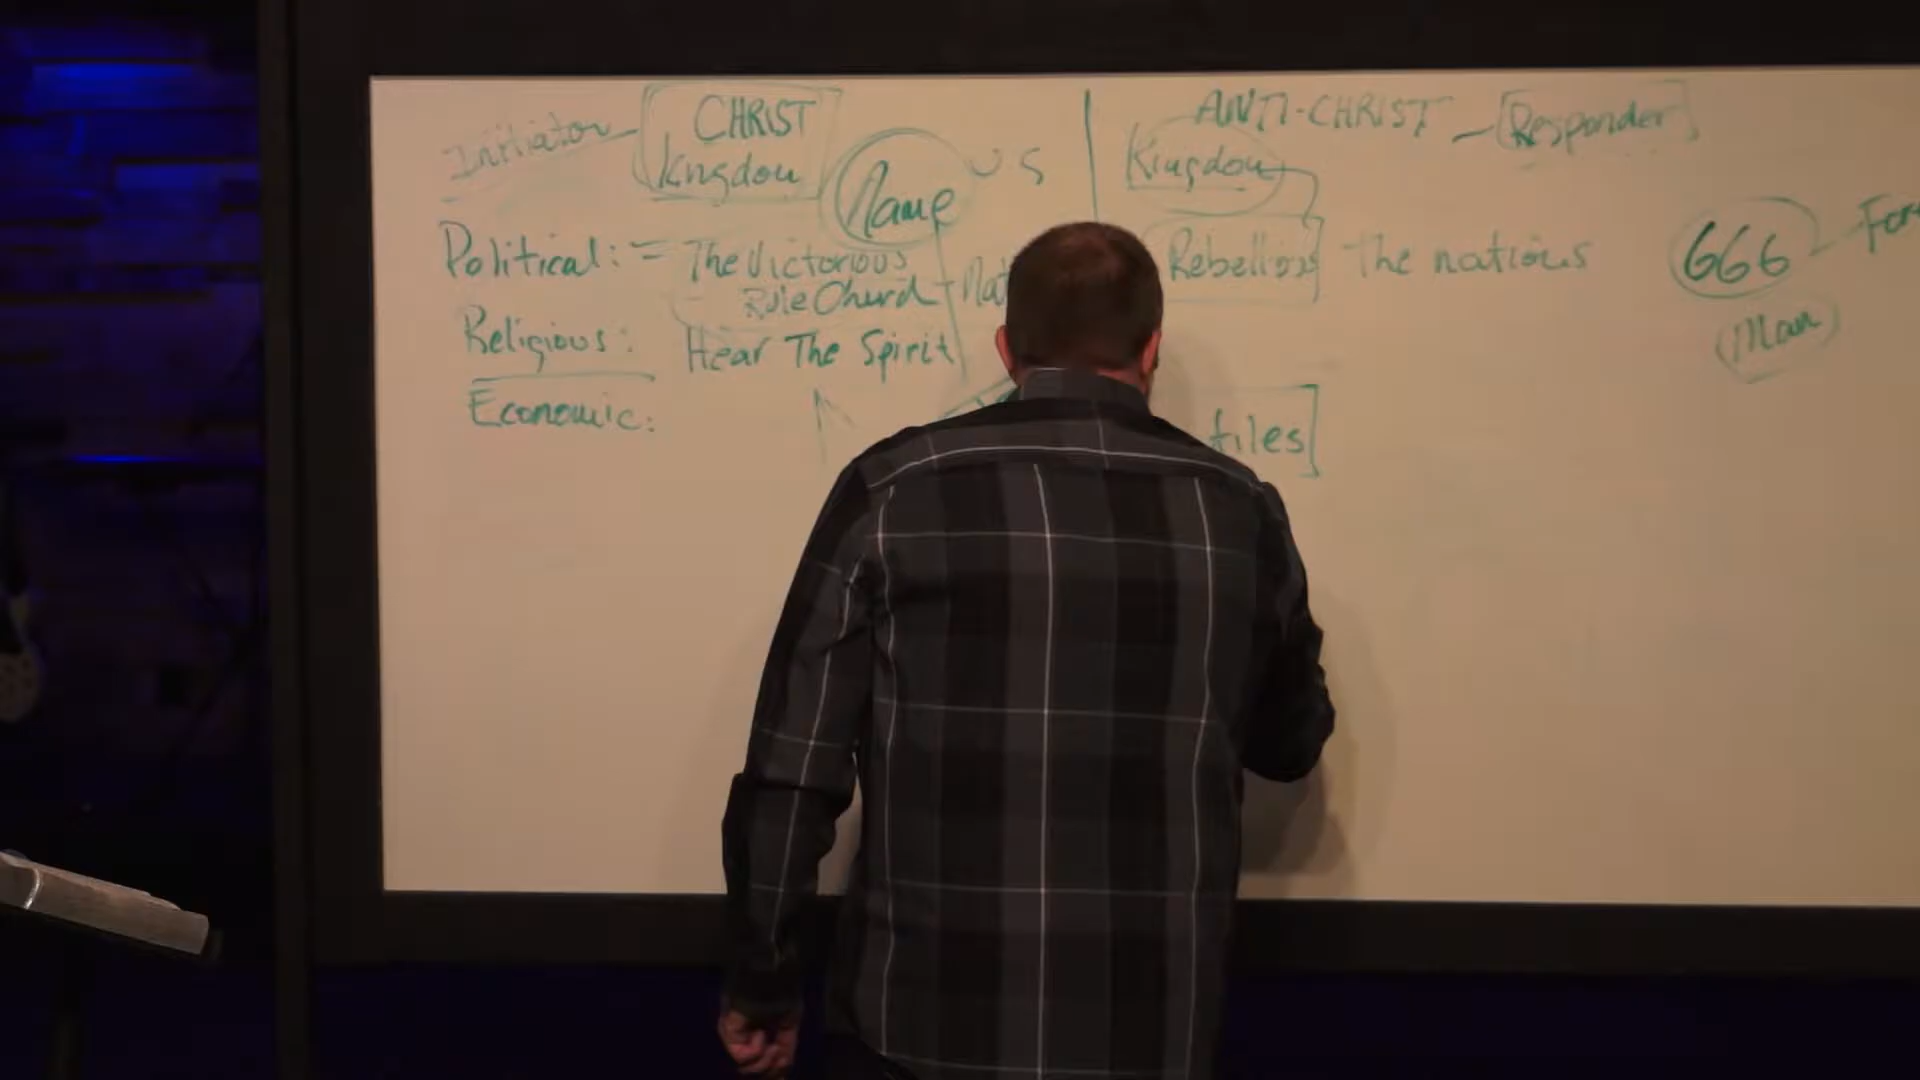 Initiator CHRIST
Kingdom
Name
vs
ANTI-CHRIST - Responder
Kingdom
Political: = The Victorious
Rule Church
Rebellion The nations
666
Man
Religious: Hear The Spirit
Economic:
files